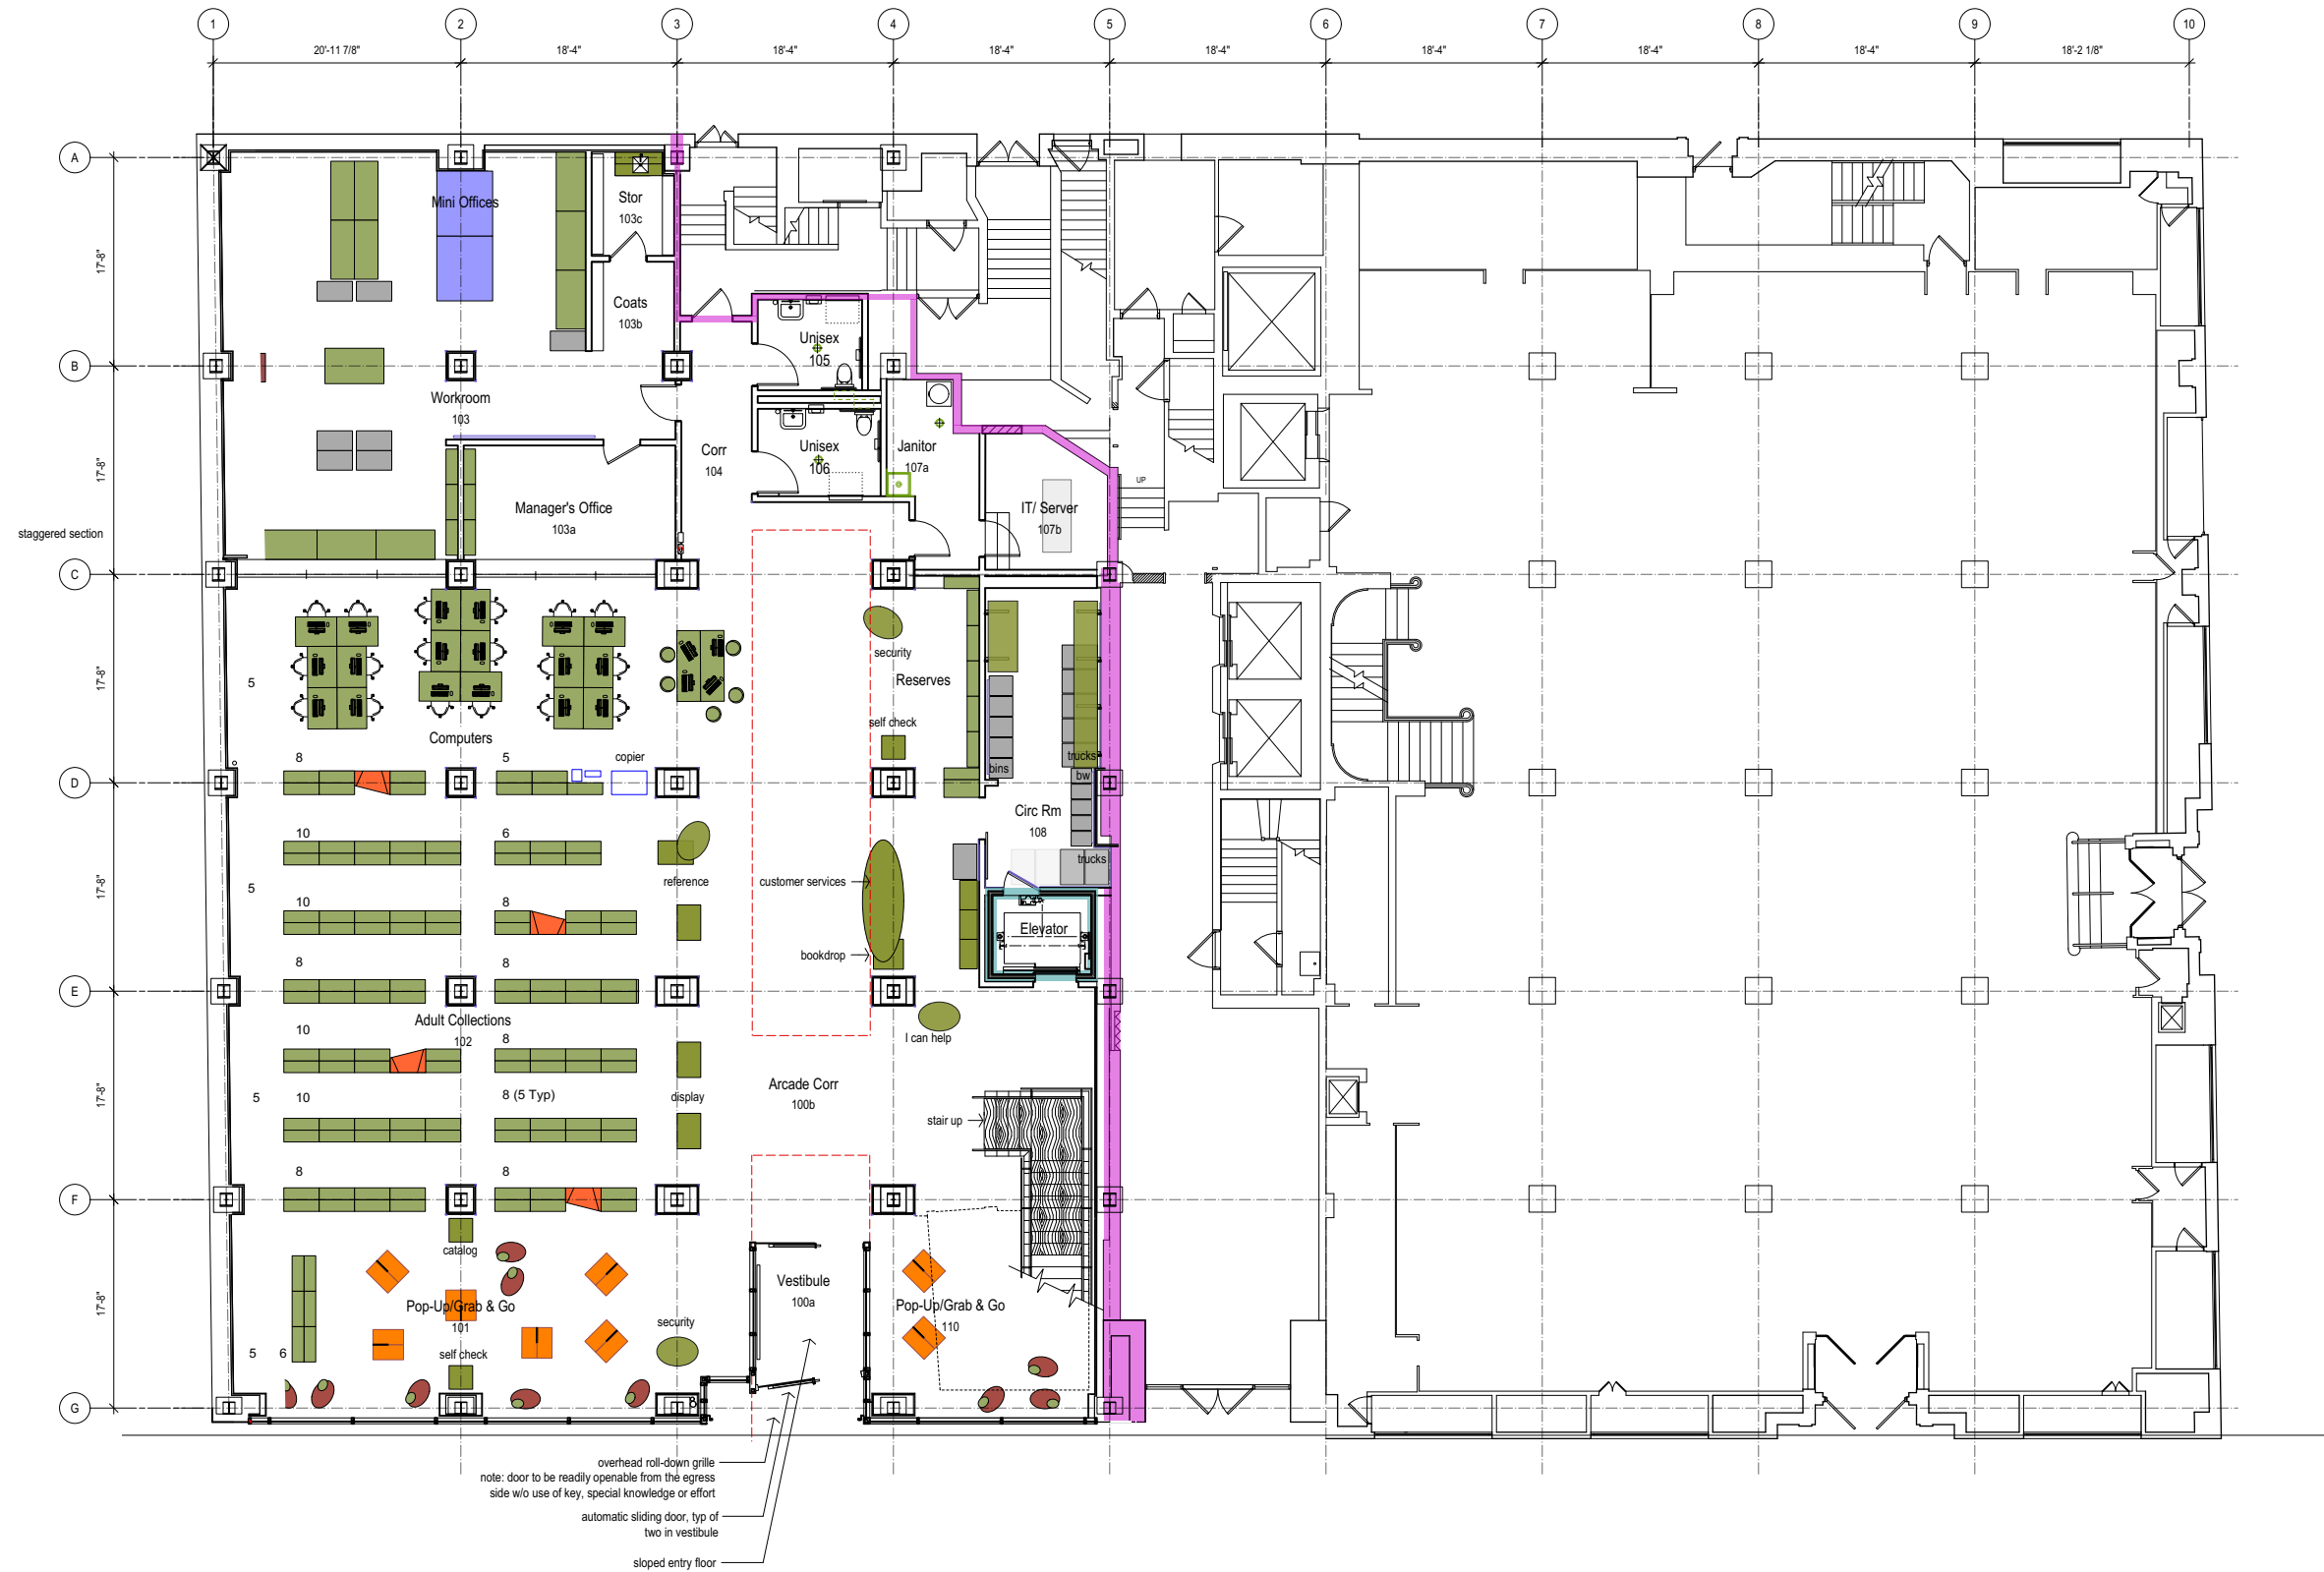 1 2 3 4 5 6 7 8 9 10
20'-11 7/8" 18'-4" 18'-4" 18'-4" 18'-4" 18'-4" 18'-4" 18'-4" 18'-2 1/8"
A
17'-8"
B
17'-8"
C
17'-8"
D
17'-8"
E
17'-8"
F
17'-8"
G
staggered section
Mini Offices
Stor
103c
Coats
103b
Workroom
103
Manager's Office
103a
Corr
104
Unisex
105
Unisex
106
Janitor
107a
IT/ Server
107b
UP
5
Computers
8
5
copier
security
Reserves
self check
bins
trucks
bw
Circ Rm
108
trucks
10
6
reference
customer services
5
10
8
bookdrop
Elevator
8
8
Adult Collections
102
I can help
10
8
5
10
8 (5 Typ)
display
Arcade Corr
100b
stair up
8
8
catalog
Pop-Up/Grab & Go
101
Vestibule
100a
Pop-Up/Grab & Go
110
security
5
6
self check
overhead roll-down grille
note: door to be readily openable from the egress
side w/o use of key, special knowledge or effort
automatic sliding door, typ of
two in vestibule
sloped entry floor